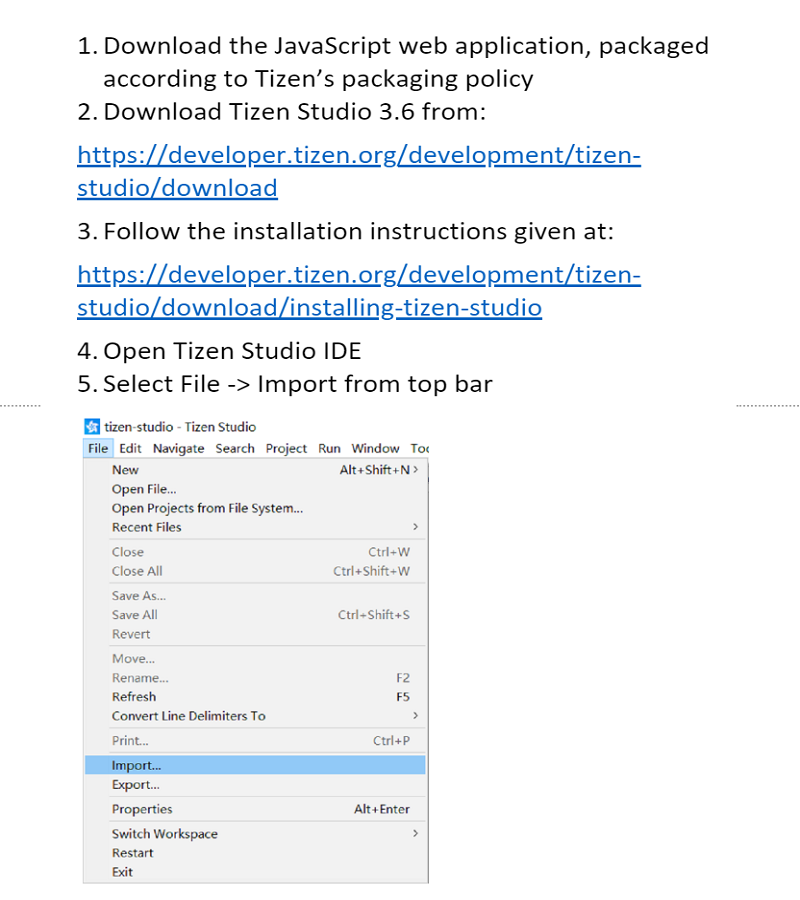 1. Download the JavaScript web application, packaged
according to Tizen’s packaging policy
2. Download Tizen Studio 3.6 from:
https://developer.tizen.org/development/tizen-
studio/download
3. Follow the installation instructions given at:
https://developer.tizen.org/development/tizen-
studio/download/installing-tizen-studio
4. Open Tizen Studio IDE
5. Select File -> Import from top bar
tizen-studio - Tizen Studio
File Edit Navigate Search Project Run Window
New Alt+Shift+N >
Open File...
Open Projects from File System...
Recent Files >
Close Ctrl+W
Close All Ctrl+Shift+W
Save As...
Save All Ctrl+Shift+S
Revert
Move...
Rename... F2
Refresh F5
Convert Line Delimiters To >
Print... Ctrl+P
Import...
Export...
Properties Alt+Enter
Switch Workspace >
Restart
Exit